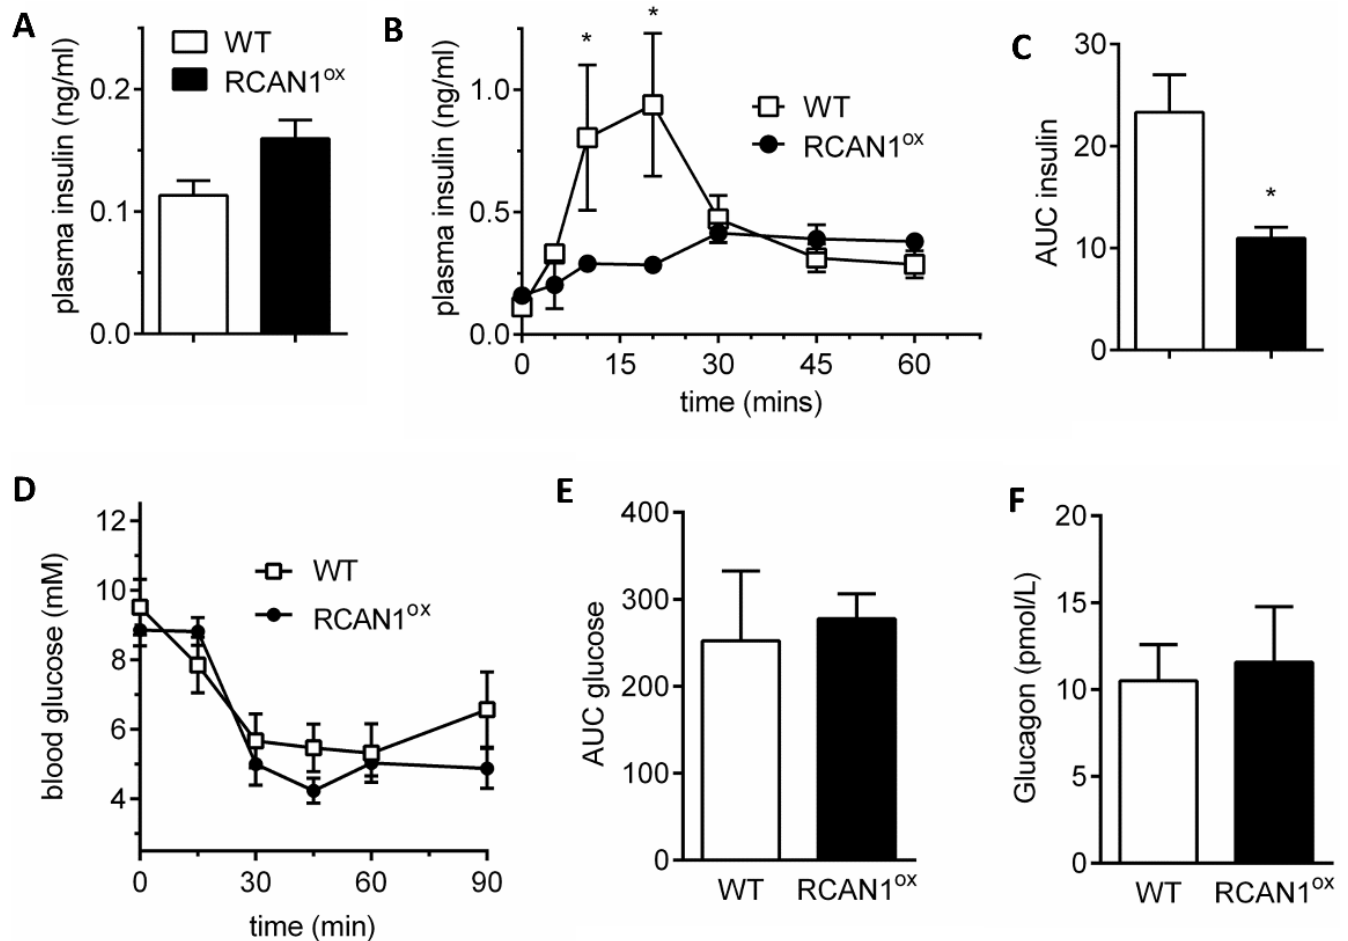 A
plasma insulin (ng/ml)
0.2
0.1
0.0
WT
RCAN1ox
B
plasma insulin (ng/ml)
1.0
0.5
0.0
*
*
WT
RCAN1ox
0 15 30 45 60
time (mins)
C
AUC insulin
30
20
10
0
*
D
blood glucose (mM)
12
10
8
6
4
WT
RCAN1ox
0 30 60 90
time (min)
E
AUC glucose
400
300
200
100
0
WT RCAN1ox
F
Glucagon (pmol/L)
20
15
10
5
0
WT RCAN1ox